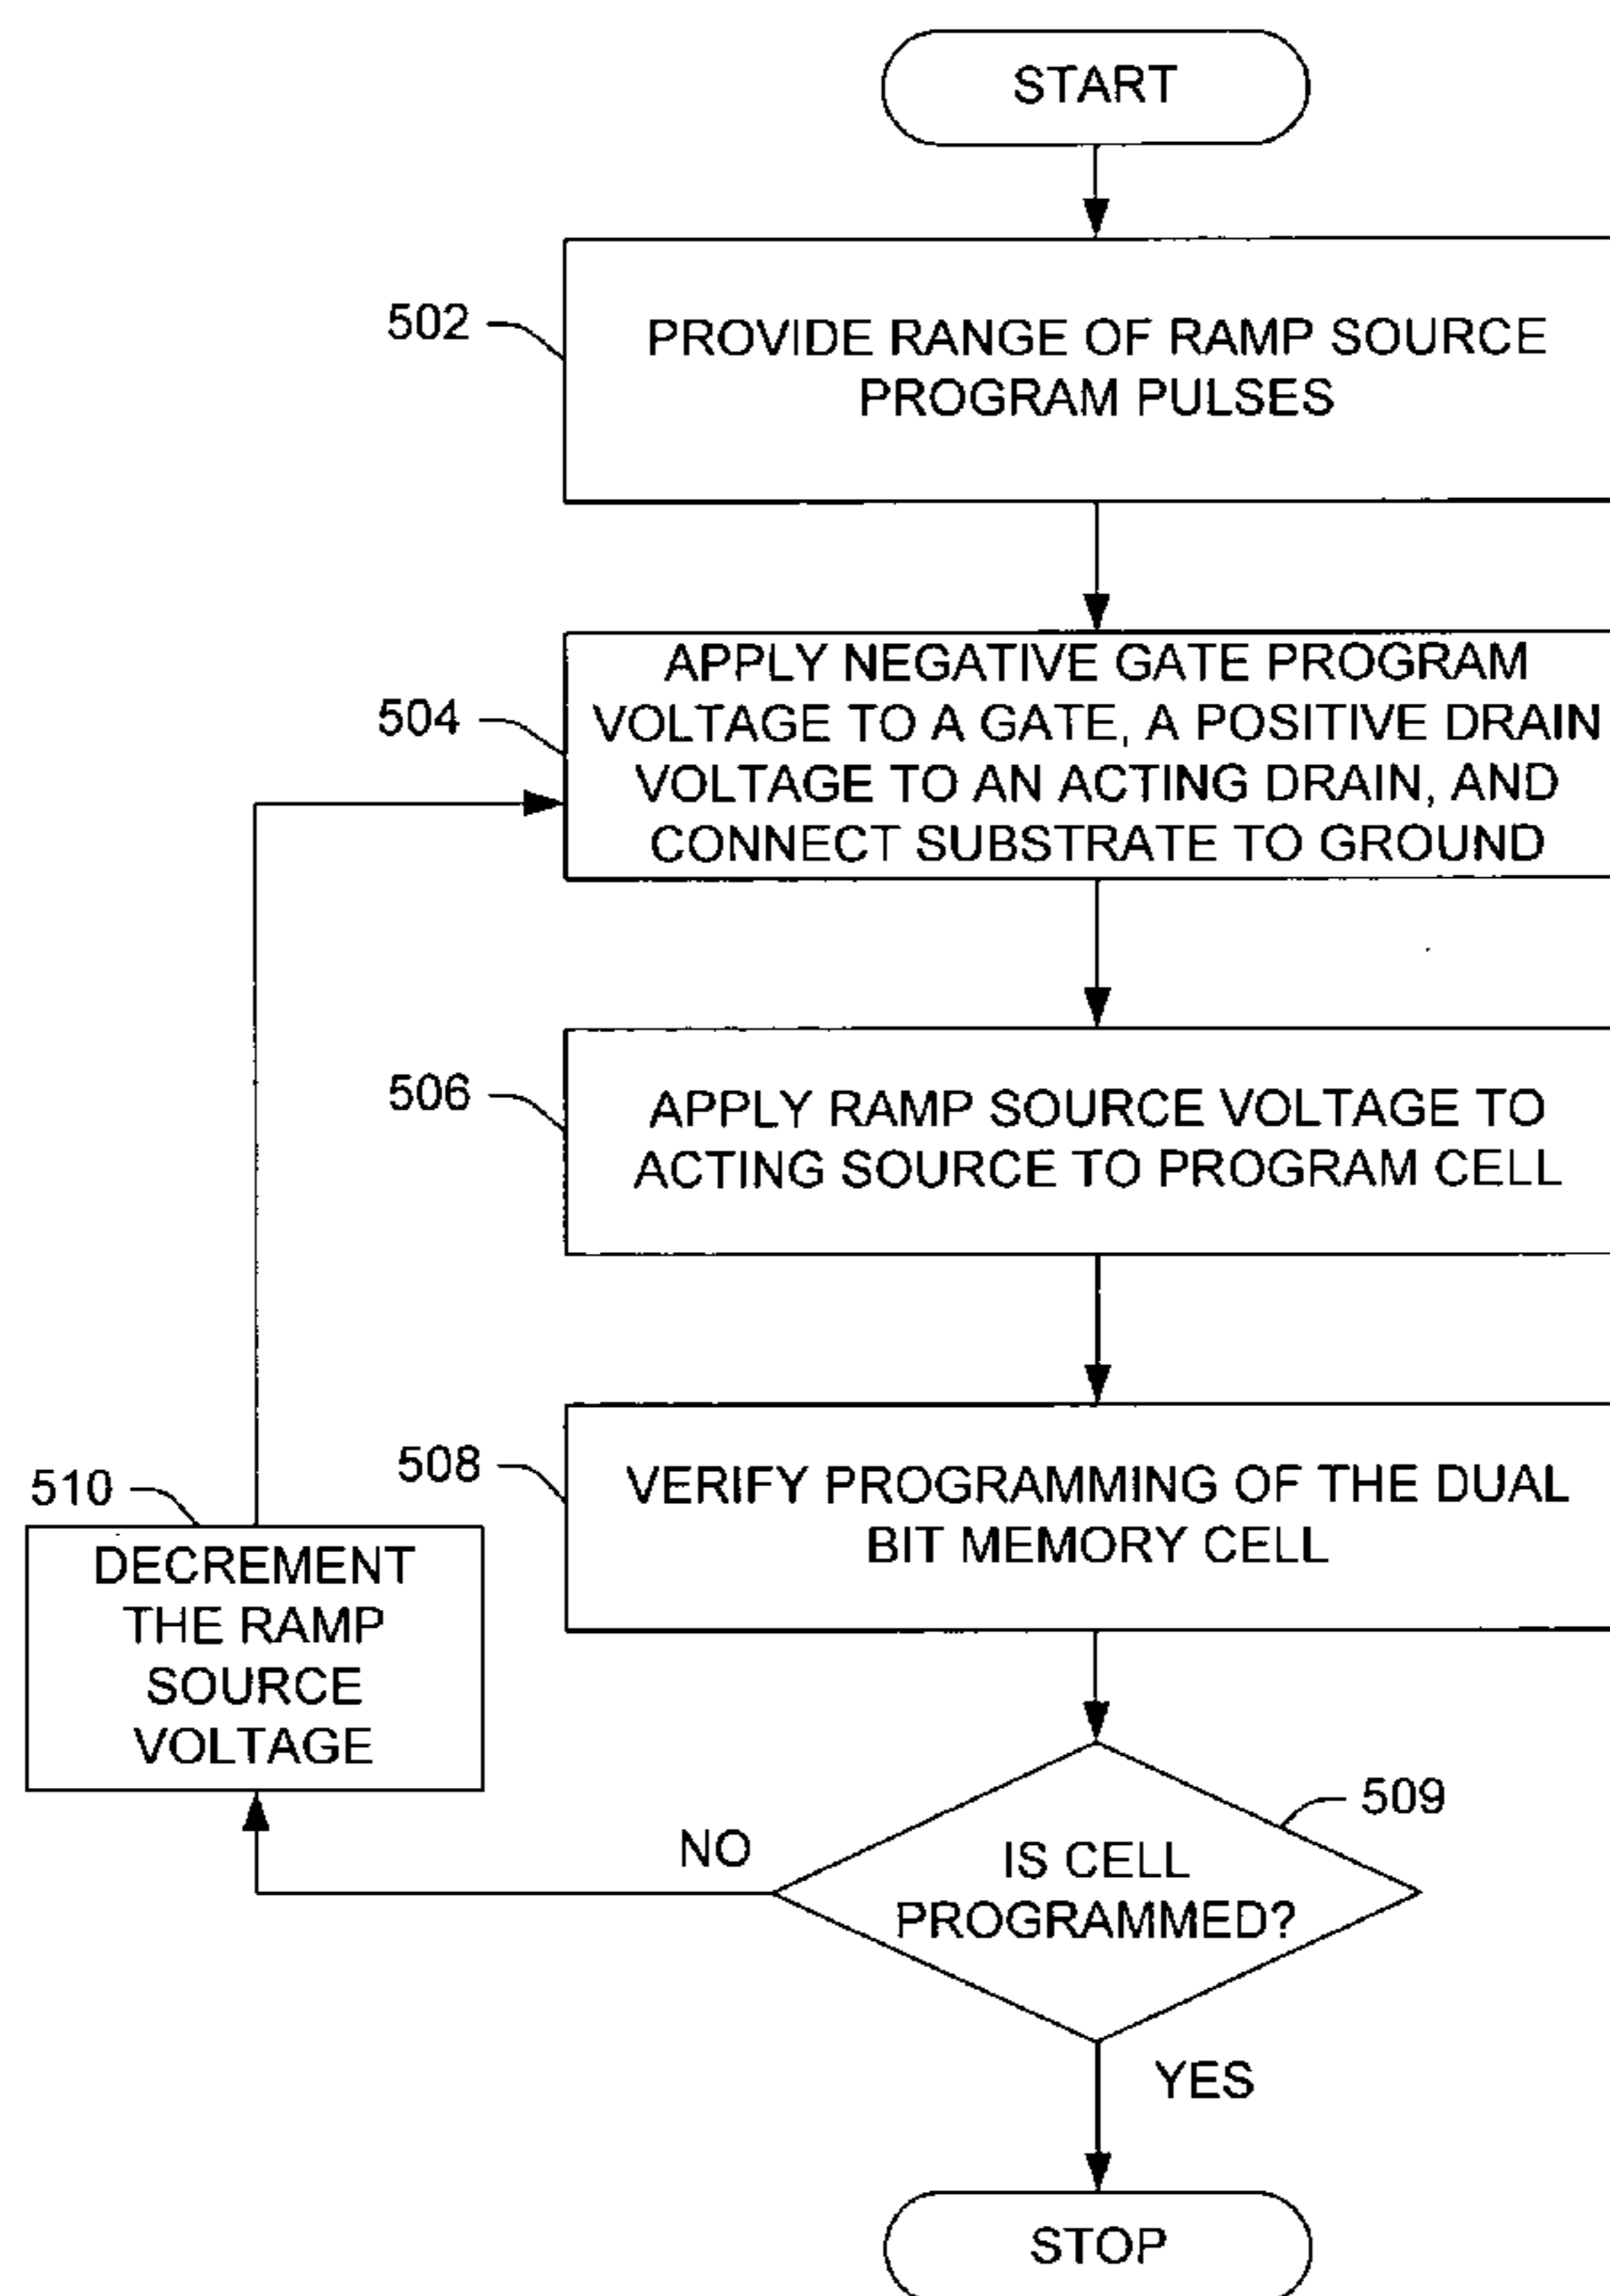 START
502
PROVIDE RANGE OF RAMP SOURCE
PROGRAM PULSES
504
APPLY NEGATIVE GATE PROGRAM
VOLTAGE TO A GATE, A POSITIVE DRAIN
VOLTAGE TO AN ACTING DRAIN, AND
CONNECT SUBSTRATE TO GROUND
506
APPLY RAMP SOURCE VOLTAGE TO
ACTING SOURCE TO PROGRAM CELL
508
VERIFY PROGRAMMING OF THE DUAL
BIT MEMORY CELL
510
DECREMENT
THE RAMP
SOURCE
VOLTAGE
509
IS CELL
PROGRAMMED?
NO
YES
STOP